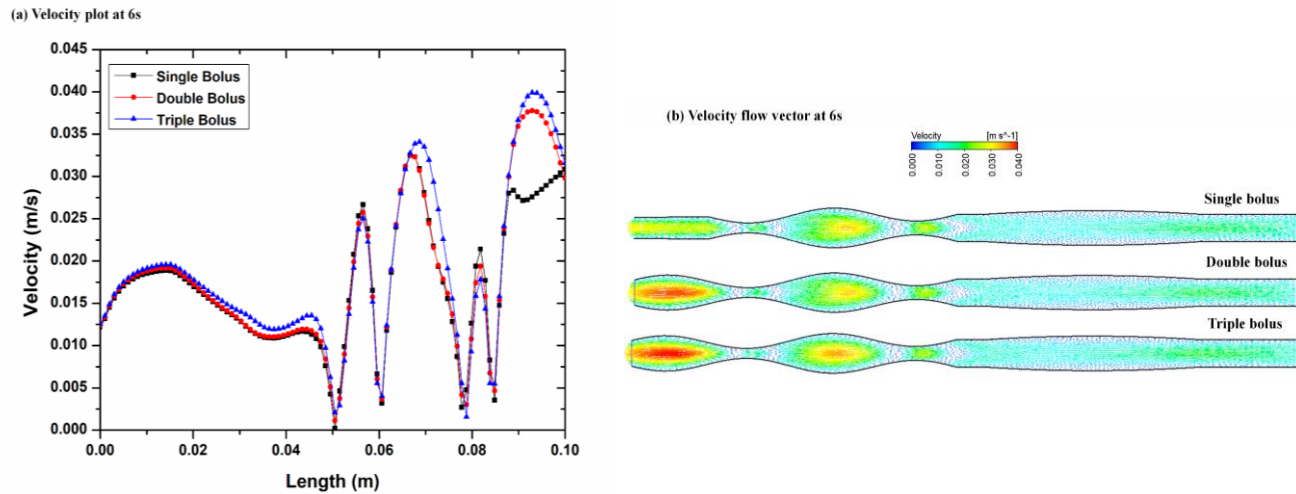 (a) Velocity plot at 6s
0.045
0.040
0.035
0.030
0.025
0.020
0.015
0.010
0.005
0.000
Velocity (m/s)
Single Bolus
Double Bolus
Triple Bolus
0.00 0.02 0.04 0.06 0.08 0.10
Length (m)
(b) Velocity flow vector at 6s
Velocity [m s^-1]
0.000 0.010 0.020 0.030 0.040
Single bolus
Double bolus
Triple bolus